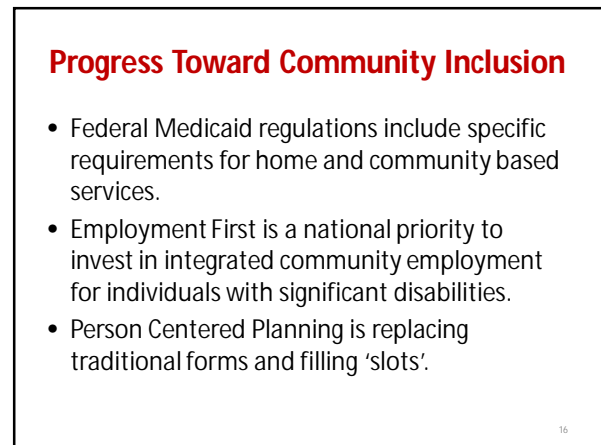 Progress Toward Community Inclusion
• Federal Medicaid regulations include specific
requirements for home and community based
services.
• Employment First is a national priority to
invest in integrated community employment
for individuals with significant disabilities.
• Person Centered Planning is replacing
traditional forms and filling ‘slots’.
16